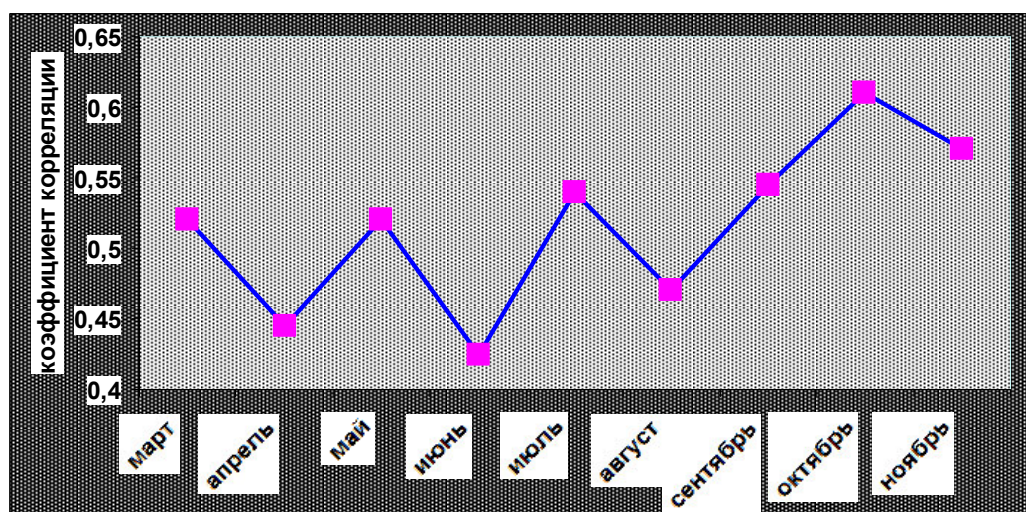 коэффициент корреляции
0,65
0,6
0,55
0,5
0,45
0,4
март
апрель
май
июнь
июль
август
сентябрь
октябрь
ноябрь